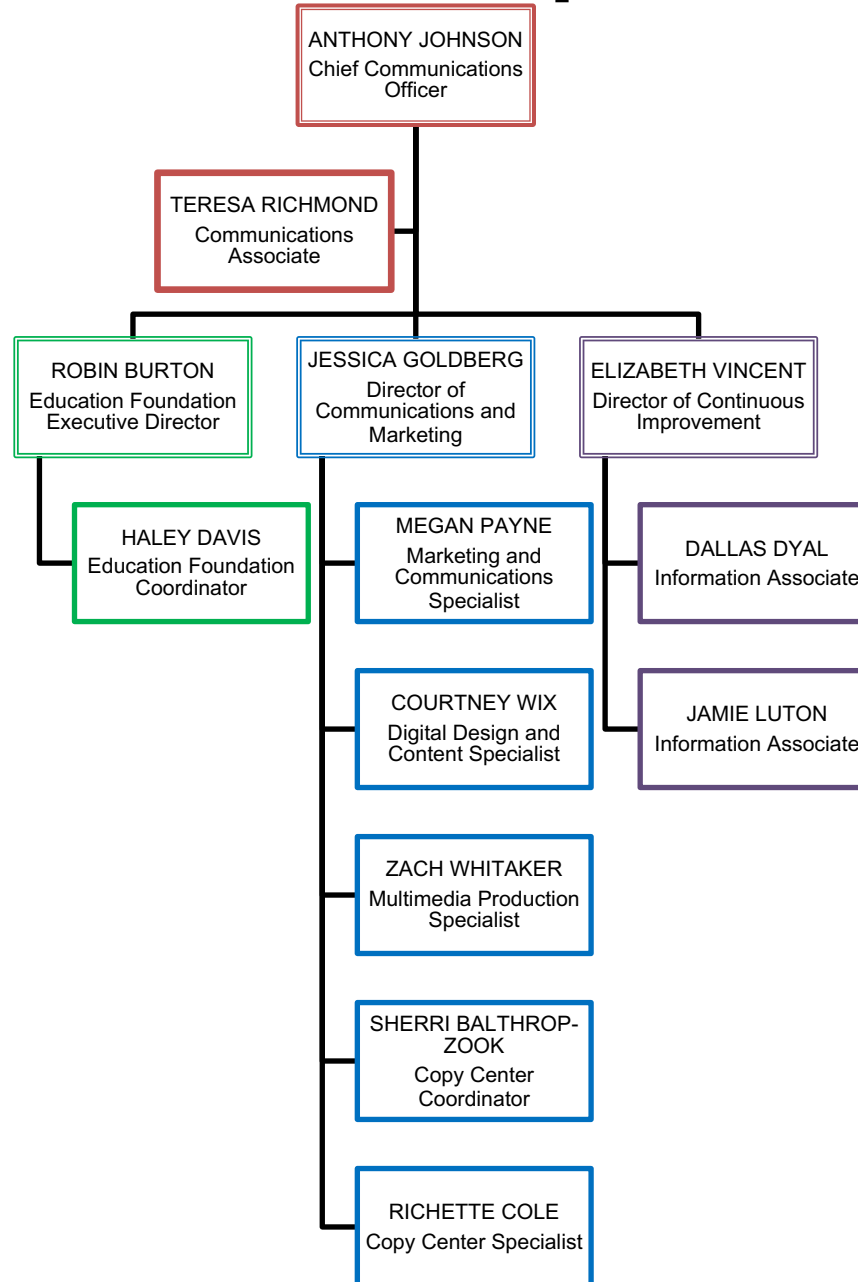 ANTHONY JOHNSON
Chief Communications
Officer
TERESA RICHMOND
Communications
Associate
ROBIN BURTON
Education Foundation
Executive Director
JESSICA GOLDBERG
Director of
Communications and
Marketing
ELIZABETH VINCENT
Director of Continuous
Improvement
HALEY DAVIS
Education Foundation
Coordinator
MEGAN PAYNE
Marketing and
Communications
Specialist
DALLAS DYAL
Information Associate
COURTNEY WIX
Digital Design and
Content Specialist
JAMIE LUTON
Information Associate
ZACH WHITAKER
Multimedia Production
Specialist
SHERRI BALTHROP-
ZOOK
Copy Center
Coordinator
RICHETTE COLE
Copy Center Specialist